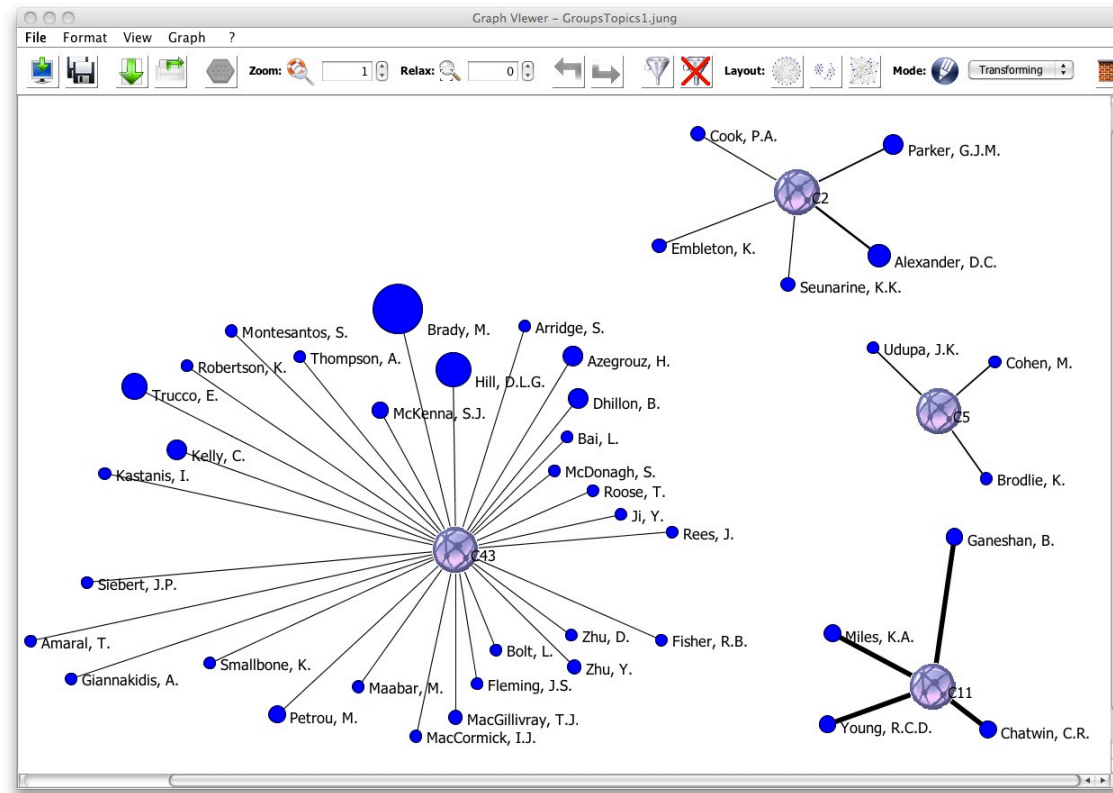 Graph VIewer - GroupsTopics1.jung
File Format View Graph ?
Zoom: 1 Relax: 0 Layout: Mode: Transforming
Cook, P.A.
Parker, G.J.M.
C2
Embleton, K.
Alexander, D.C.
Seunarine, K.K.
Montesantos, S.
Brady, M.
Arridge, S.
Thompson, A.
Robertson, K.
Azegrouz, H.
Trucco, E.
Hill, D.L.G.
McKenna, S.J.
Dhillon, B.
Kelly, C.
Bai, L.
Kastanis, I.
McDonagh, S.
Roose, T.
Ji, Y.
Rees, J.
C43
Siebert, J.P.
Amaral, T.
Giannakidis, A.
Smallbone, K.
Petrou, M.
Maabar, M.
MacCormick, I.J.
MacGillivray, T.J.
Fleming, J.S.
Bolt, L.
Zhu, D.
Zhu, Y.
Fisher, R.B.
Udupa, J.K.
Cohen, M.
C5
Brodlie, K.
Ganeshan, B.
Miles, K.A.
C11
Young, R.C.D.
Chatwin, C.R.